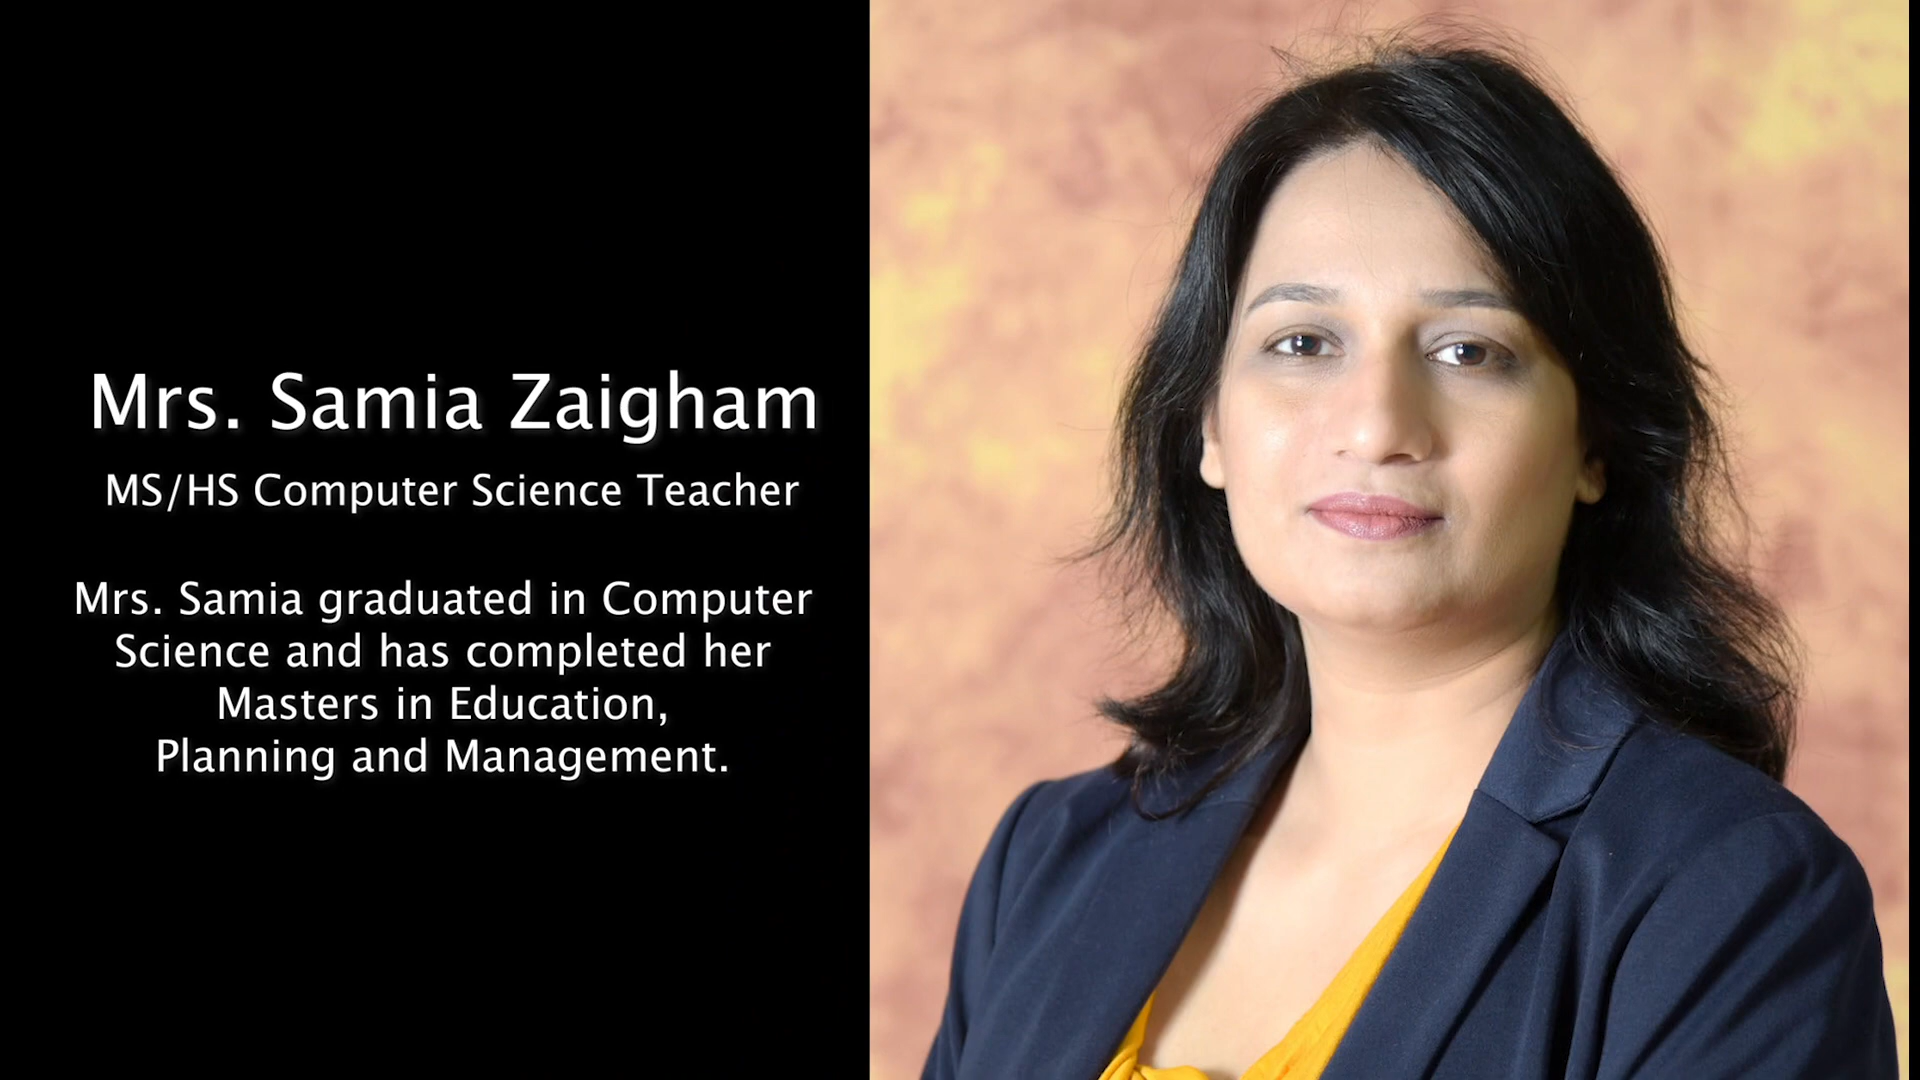 Mrs. Samia Zaigham
MS/HS Computer Science Teacher
Mrs. Samia graduated in Computer
Science and has completed her
Masters in Education,
Planning and Management.